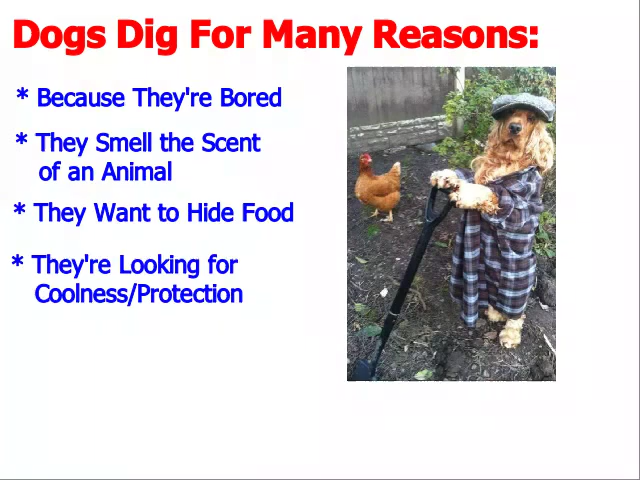 Dogs Dig For Many Reasons:
* Because They're Bored
* They Smell the Scent
of an Animal
* They Want to Hide Food
* They're Looking for
Coolness/Protection